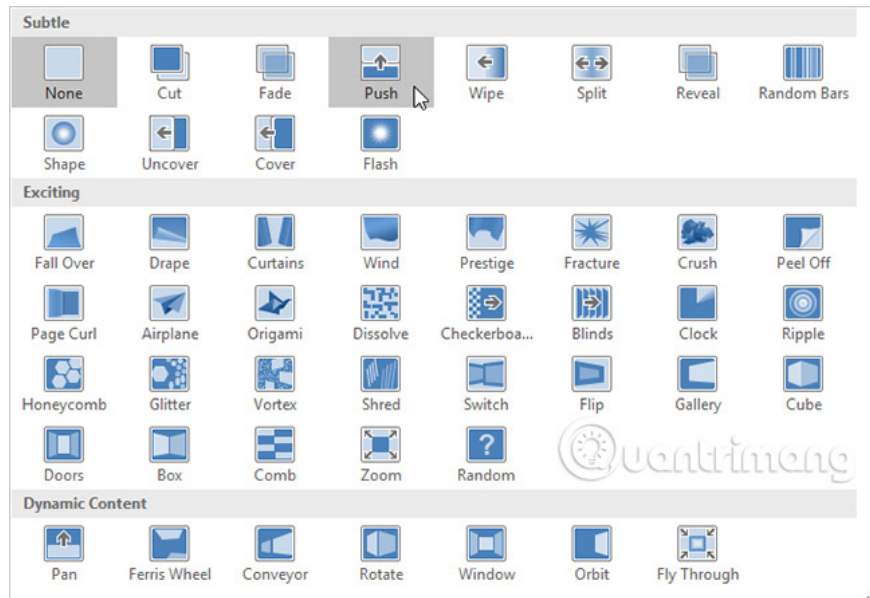 Subtle
None Cut Fade Push Wipe Split Reveal Random Bars
Shape Uncover Cover Flash
Exciting
Fall Over Drape Curtains Wind Prestige Fracture Crush Peel Off
Page Curl Airplane Origami Dissolve Checkerboa... Blinds Clock Ripple
Honeycomb Glitter Vortex Shred Switch Flip Gallery Cube
Doors Box Comb Zoom ? Random
Quantrimang
Dynamic Content
Pan Ferris Wheel Conveyor Rotate Window Orbit Fly Through